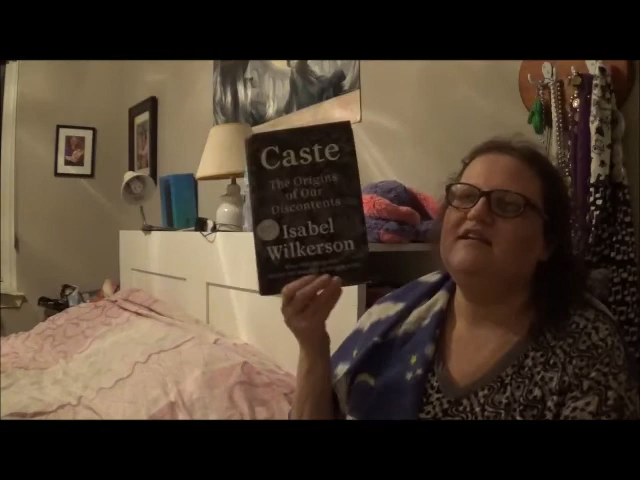 Caste
The Origins
of Our
Discontents
Isabel
Wilkerson